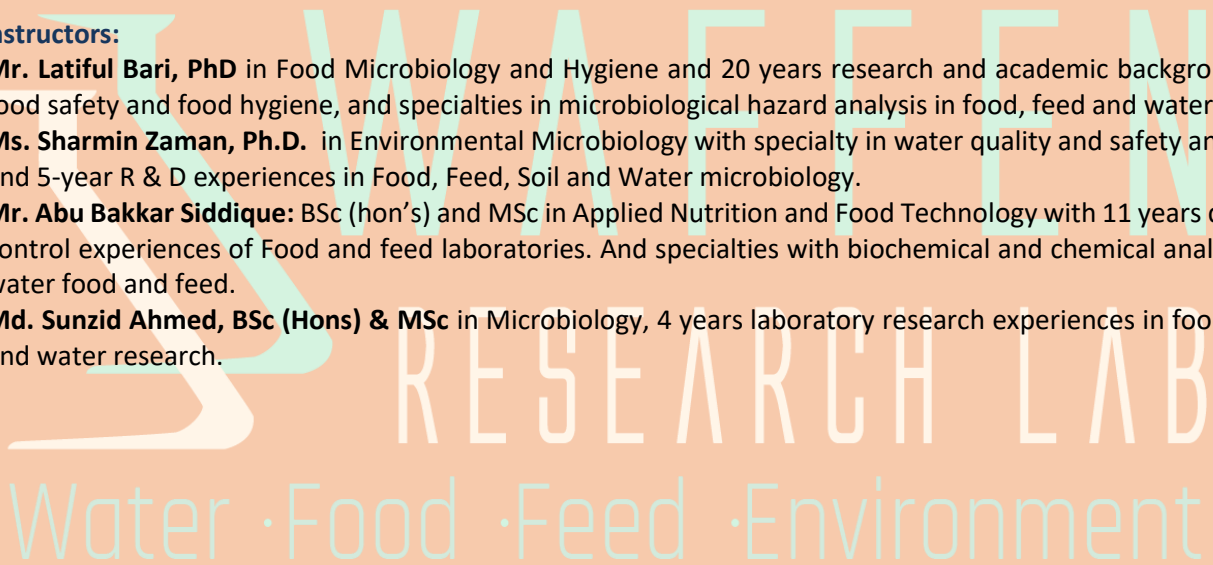 nstructors:
Mr. Latiful Bari, PhD in Food Microbiology and Hygiene and 20 years research and academic backgro
ood safety and food hygiene, and specialties in microbiological hazard analysis in food, feed and water
Ms. Sharmin Zaman, Ph.D. in Environmental Microbiology with specialty in water quality and safety an
nd 5-year R & D experiences in Food, Feed, Soil and Water microbiology.
Mr. Abu Bakkar Siddique: BSc (hon's) and MSc in Applied Nutrition and Food Technology with 11 years
ontrol experiences of Food and feed laboratories. And specialties with biochemical and chemical anal
water food and feed.
Md. Sunzid Ahmed, BSc (Hons) & MSc in Microbiology, 4 years laboratory research experiences in foo
nd water research.
WAFFEN
RESEARCH LAB
Water ·Food ·Feed ·Environment